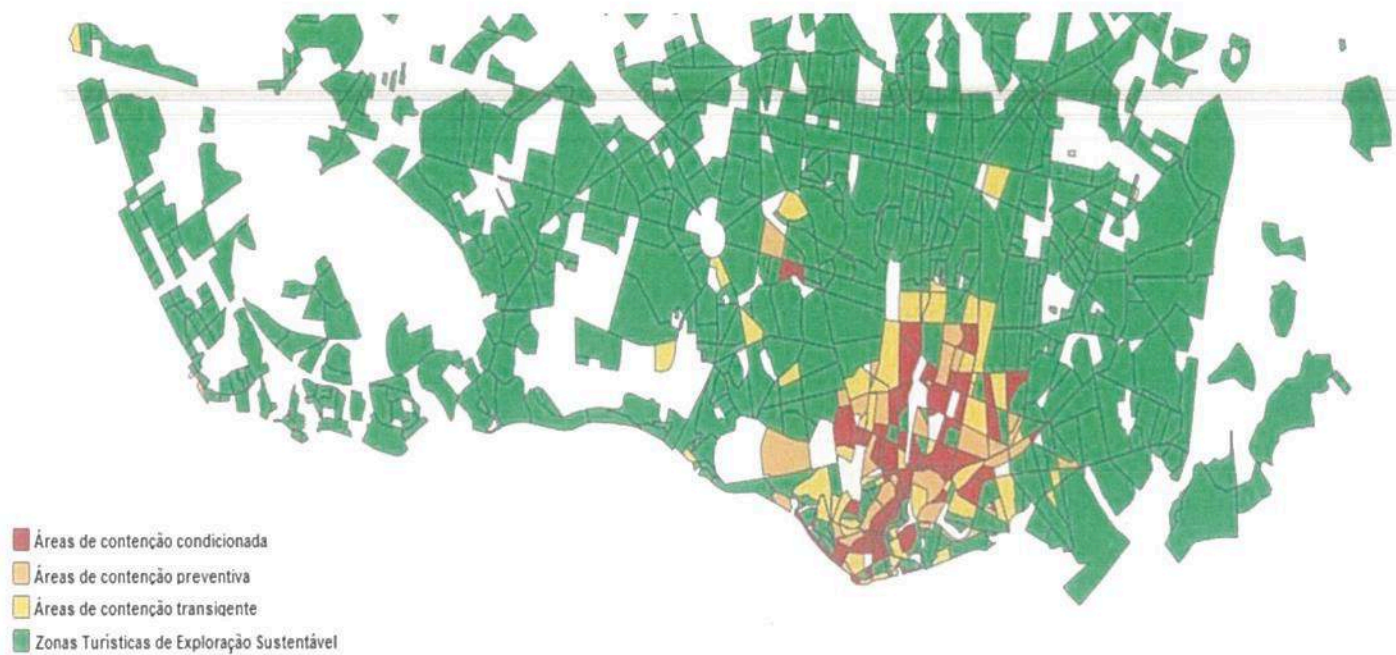 Áreas de contenção condicionada
Áreas de contenção preventiva
Áreas de contenção transigente
Zonas Turísticas de Exploração Sustentável